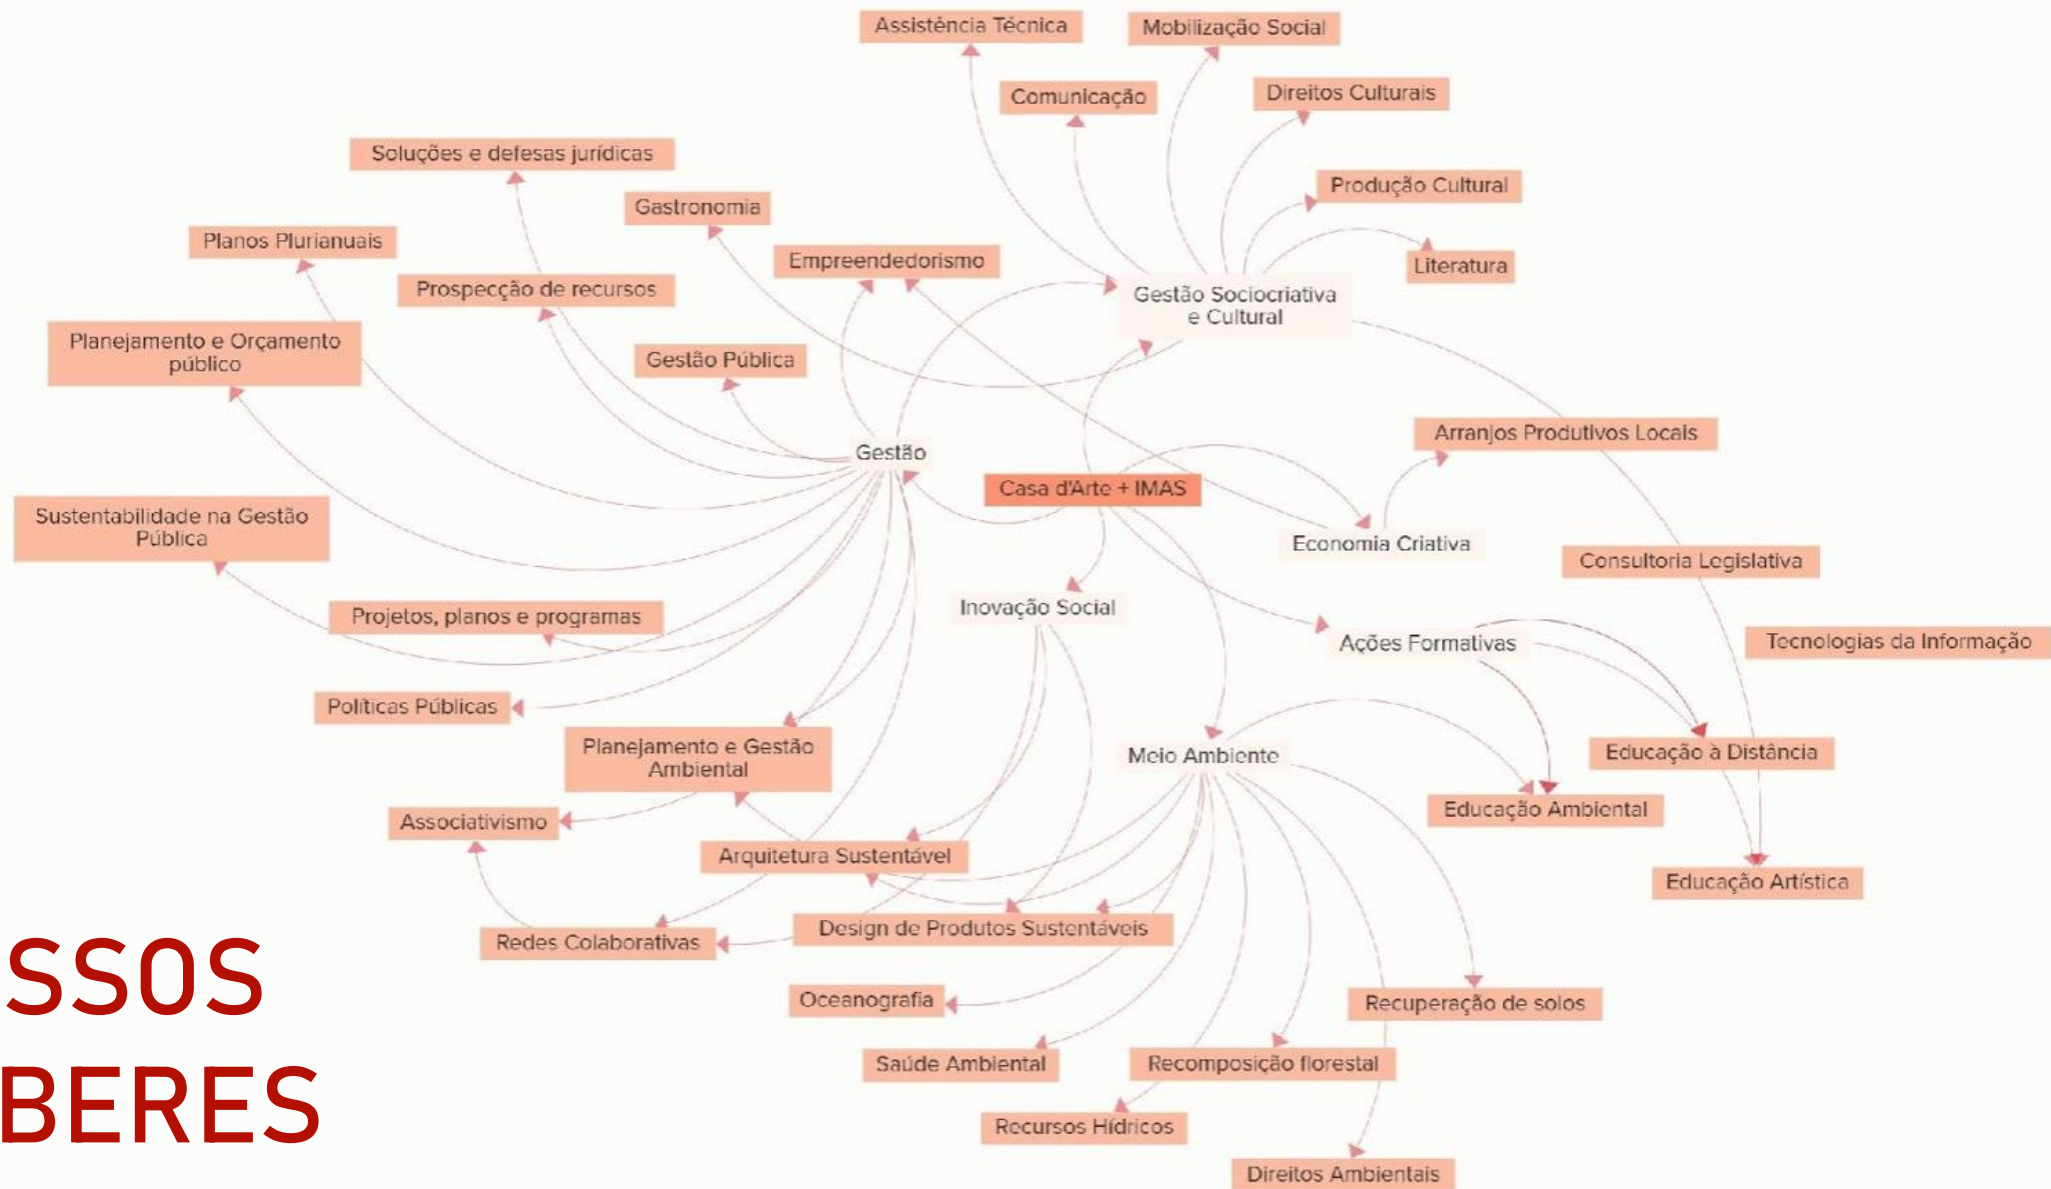 Assistência Técnica
Mobilização Social
Comunicação
Direitos Culturais
Soluções e defesas jurídicas
Produção Cultural
Gastronomia
Planos Plurianuais
Empreendedorismo
Literatura
Prospecção de recursos
Gestão Sociocriativa
e Cultural
Planejamento e Orçamento
público
Gestão Pública
Arranjos Produtivos Locais
Gestão
Casa d'Arte + IMAS
Sustentabilidade na Gestão
Pública
Economia Criativa
Consultoria Legislativa
Inovação Social
Projetos, planos e programas
Ações Formativas
Tecnologias da Informação
Políticas Públicas
Planejamento e Gestão
Ambiental
Meio Ambiente
Educação à Distância
Educação Ambiental
Associativismo
Arquitetura Sustentável
Educação Artística
Design de Produtos Sustentáveis
Redes Colaborativas
SSOS
BERES
Oceanografia
Recuperação de solos
Saúde Ambiental
Recomposição florestal
Recursos Hídricos
Direitos Ambientais